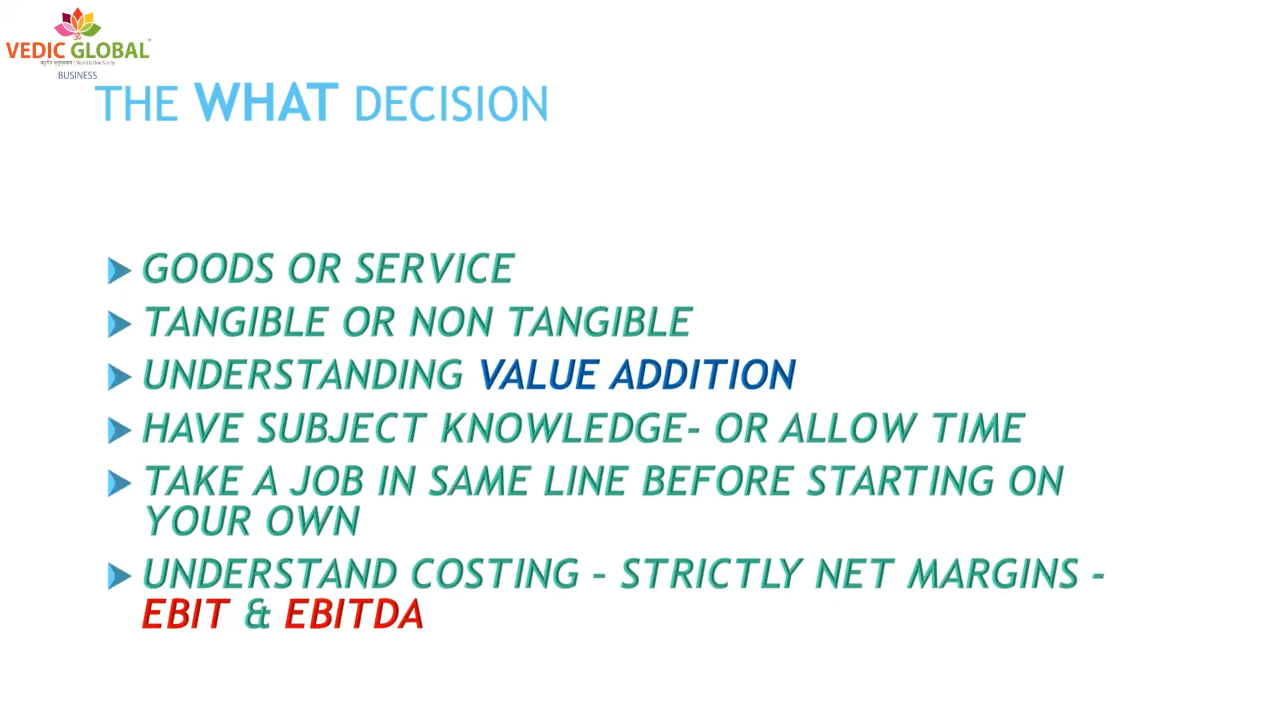 VEDIC GLOBAL
BUSINESS
THE WHAT DECISION
GOODS OR SERVICE
TANGIBLE OR NON TANGIBLE
UNDERSTANDING VALUE ADDITION
HAVE SUBJECT KNOWLEDGE- OR ALLOW TIME
TAKE A JOB IN SAME LINE BEFORE STARTING ON
YOUR OWN
UNDERSTAND COSTING – STRICTLY NET MARGINS -
EBIT & EBITDA